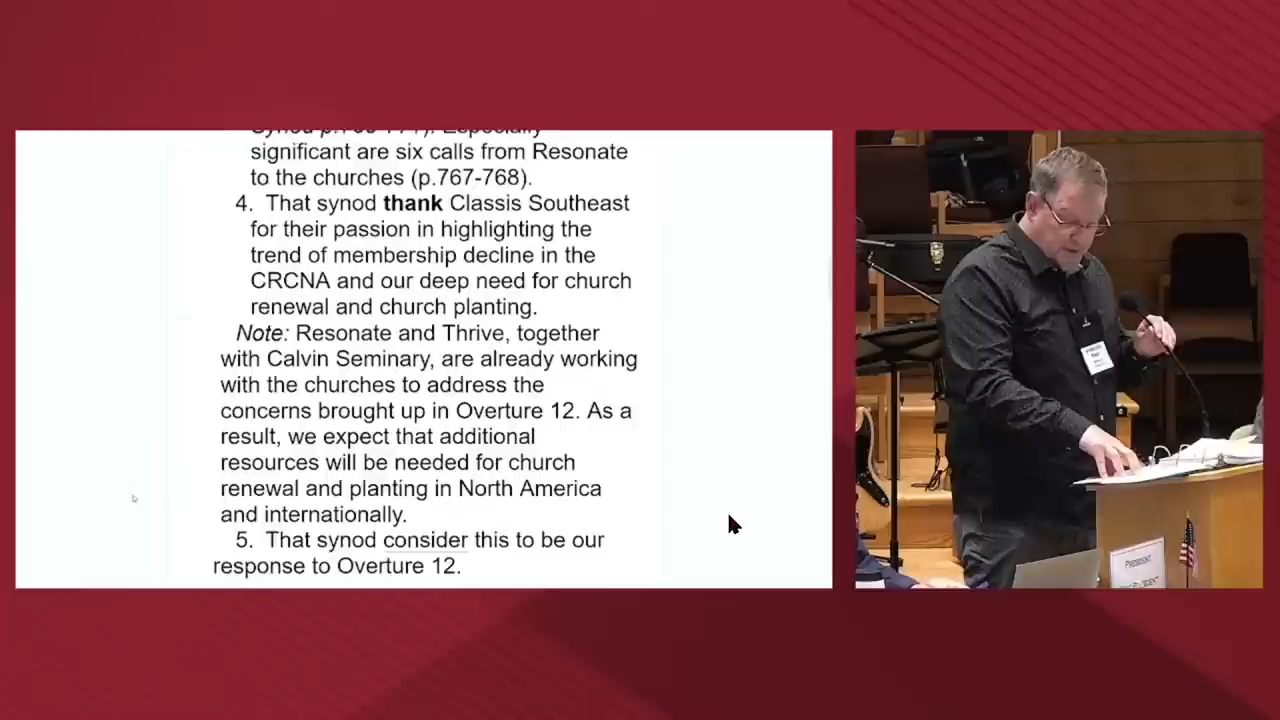 significant are six calls from Resonate
to the churches (p.767-768).
4. That synod thank Classis Southeast
for their passion in highlighting the
trend of membership decline in the
CRCNA and our deep need for church
renewal and church planting.
Note: Resonate and Thrive, together
with Calvin Seminary, are already working
with the churches to address the
concerns brought up in Overture 12. As a
result, we expect that additional
resources will be needed for church
renewal and planting in North America
and internationally.
5. That synod consider this to be our
response to Overture 12.
PRESIDENT